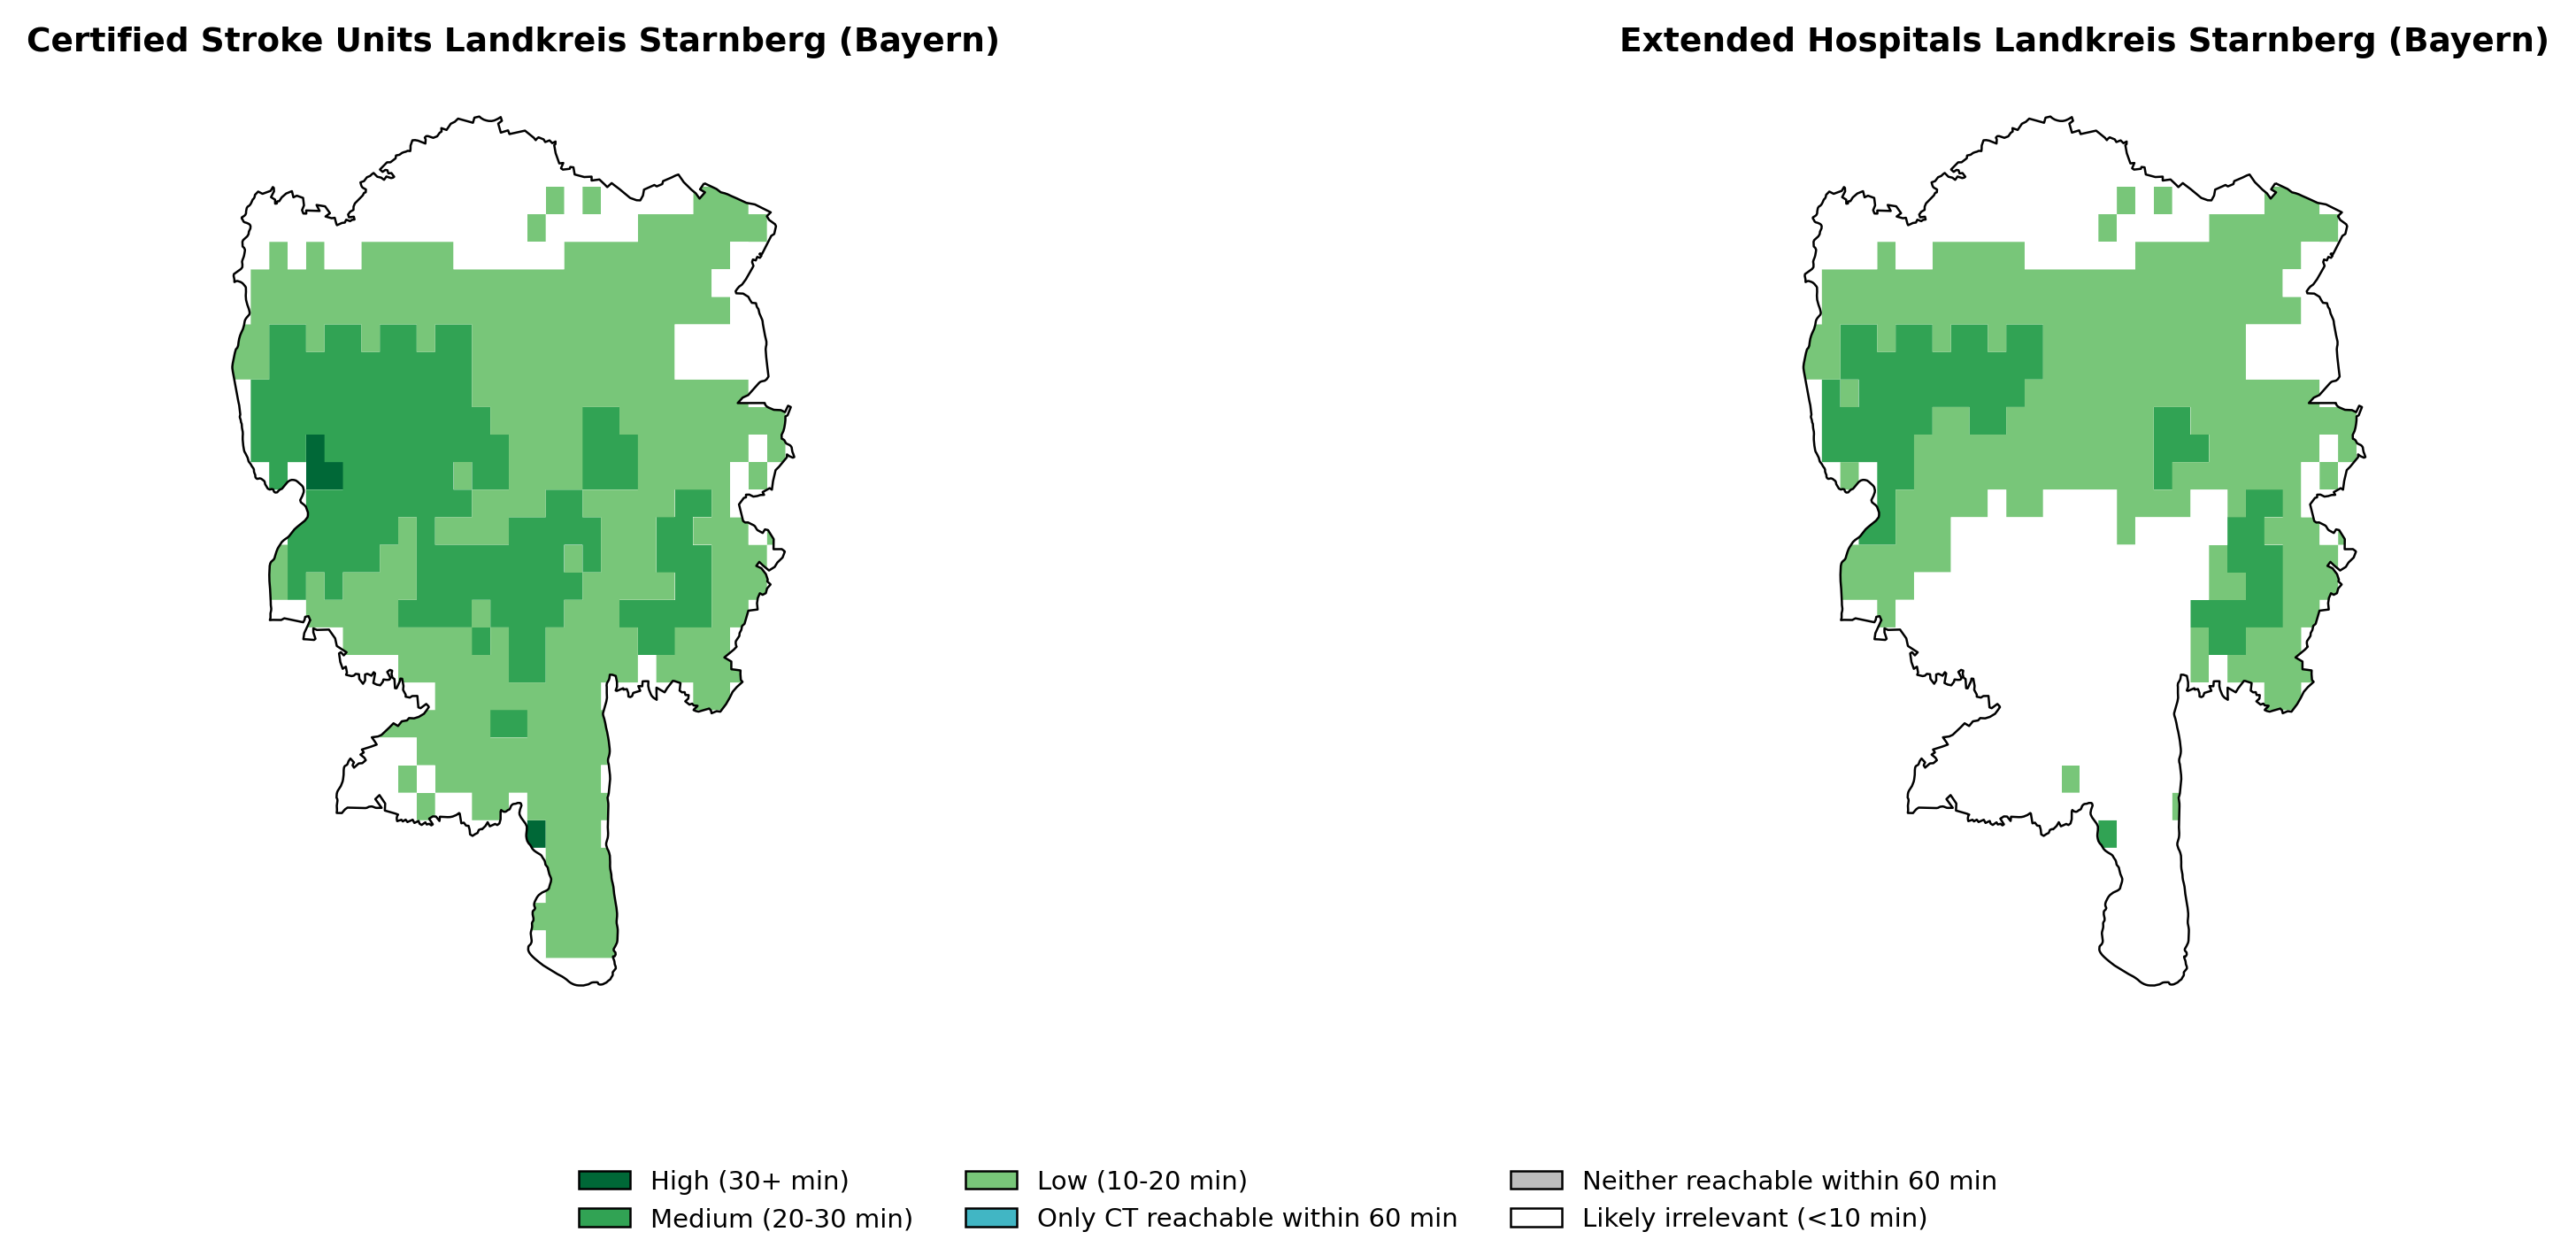 Certified Stroke Units Landkreis Starnberg (Bayern)
Extended Hospitals Landkreis Starnberg (Bayern)
High (30+ min)
Medium (20-30 min)
Low (10-20 min)
Only CT reachable within 60 min
Neither reachable within 60 min
Likely irrelevant (<10 min)